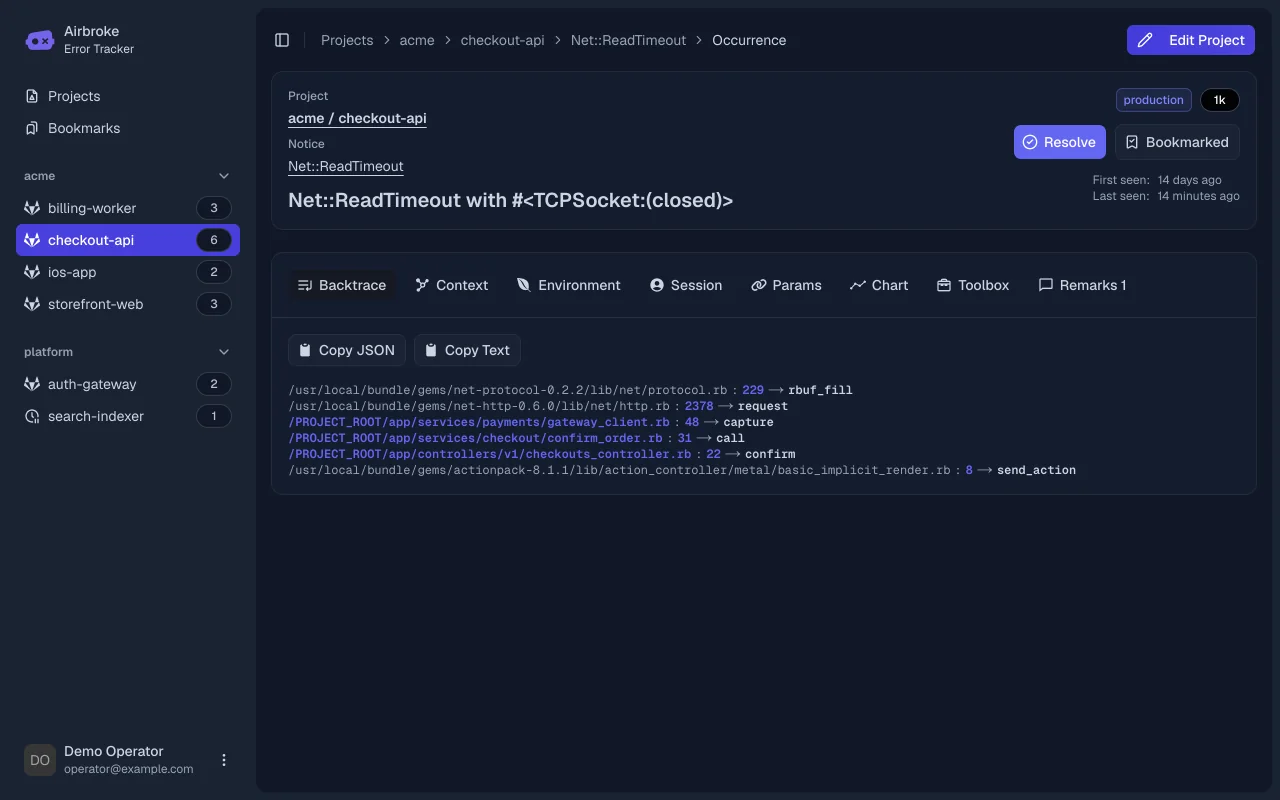 Airbroke
Error Tracker
Projects
Bookmarks
acme
billing-worker 3
checkout-api 6
ios-app 2
storefront-web 3
platform
auth-gateway 2
search-indexer 1
DO
Demo Operator
operator@example.com
Projects > acme > checkout-api > Net::ReadTimeout > Occurrence
Edit Project
Project
acme / checkout-api
Notice
Net::ReadTimeout
Net::ReadTimeout with #<TCPSocket:(closed)>
production 1k
Resolve Bookmarked
First seen: 14 days ago
Last seen: 14 minutes ago
Backtrace Context Environment Session Params Chart Toolbox Remarks 1
Copy JSON Copy Text
/usr/local/bundle/gems/net-protocol-0.2.2/lib/net/protocol.rb : 229 → rbuf_fill
/usr/local/bundle/gems/net-http-0.6.0/lib/net/http.rb : 2378 → request
/PROJECT_ROOT/app/services/payments/gateway_client.rb : 48 → capture
/PROJECT_ROOT/app/services/checkout/confirm_order.rb : 31 → call
/PROJECT_ROOT/app/controllers/v1/checkouts_controller.rb : 22 → confirm
/usr/local/bundle/gems/actionpack-8.1.1/lib/action_controller/metal/basic_implicit_render.rb : 8 → send_action